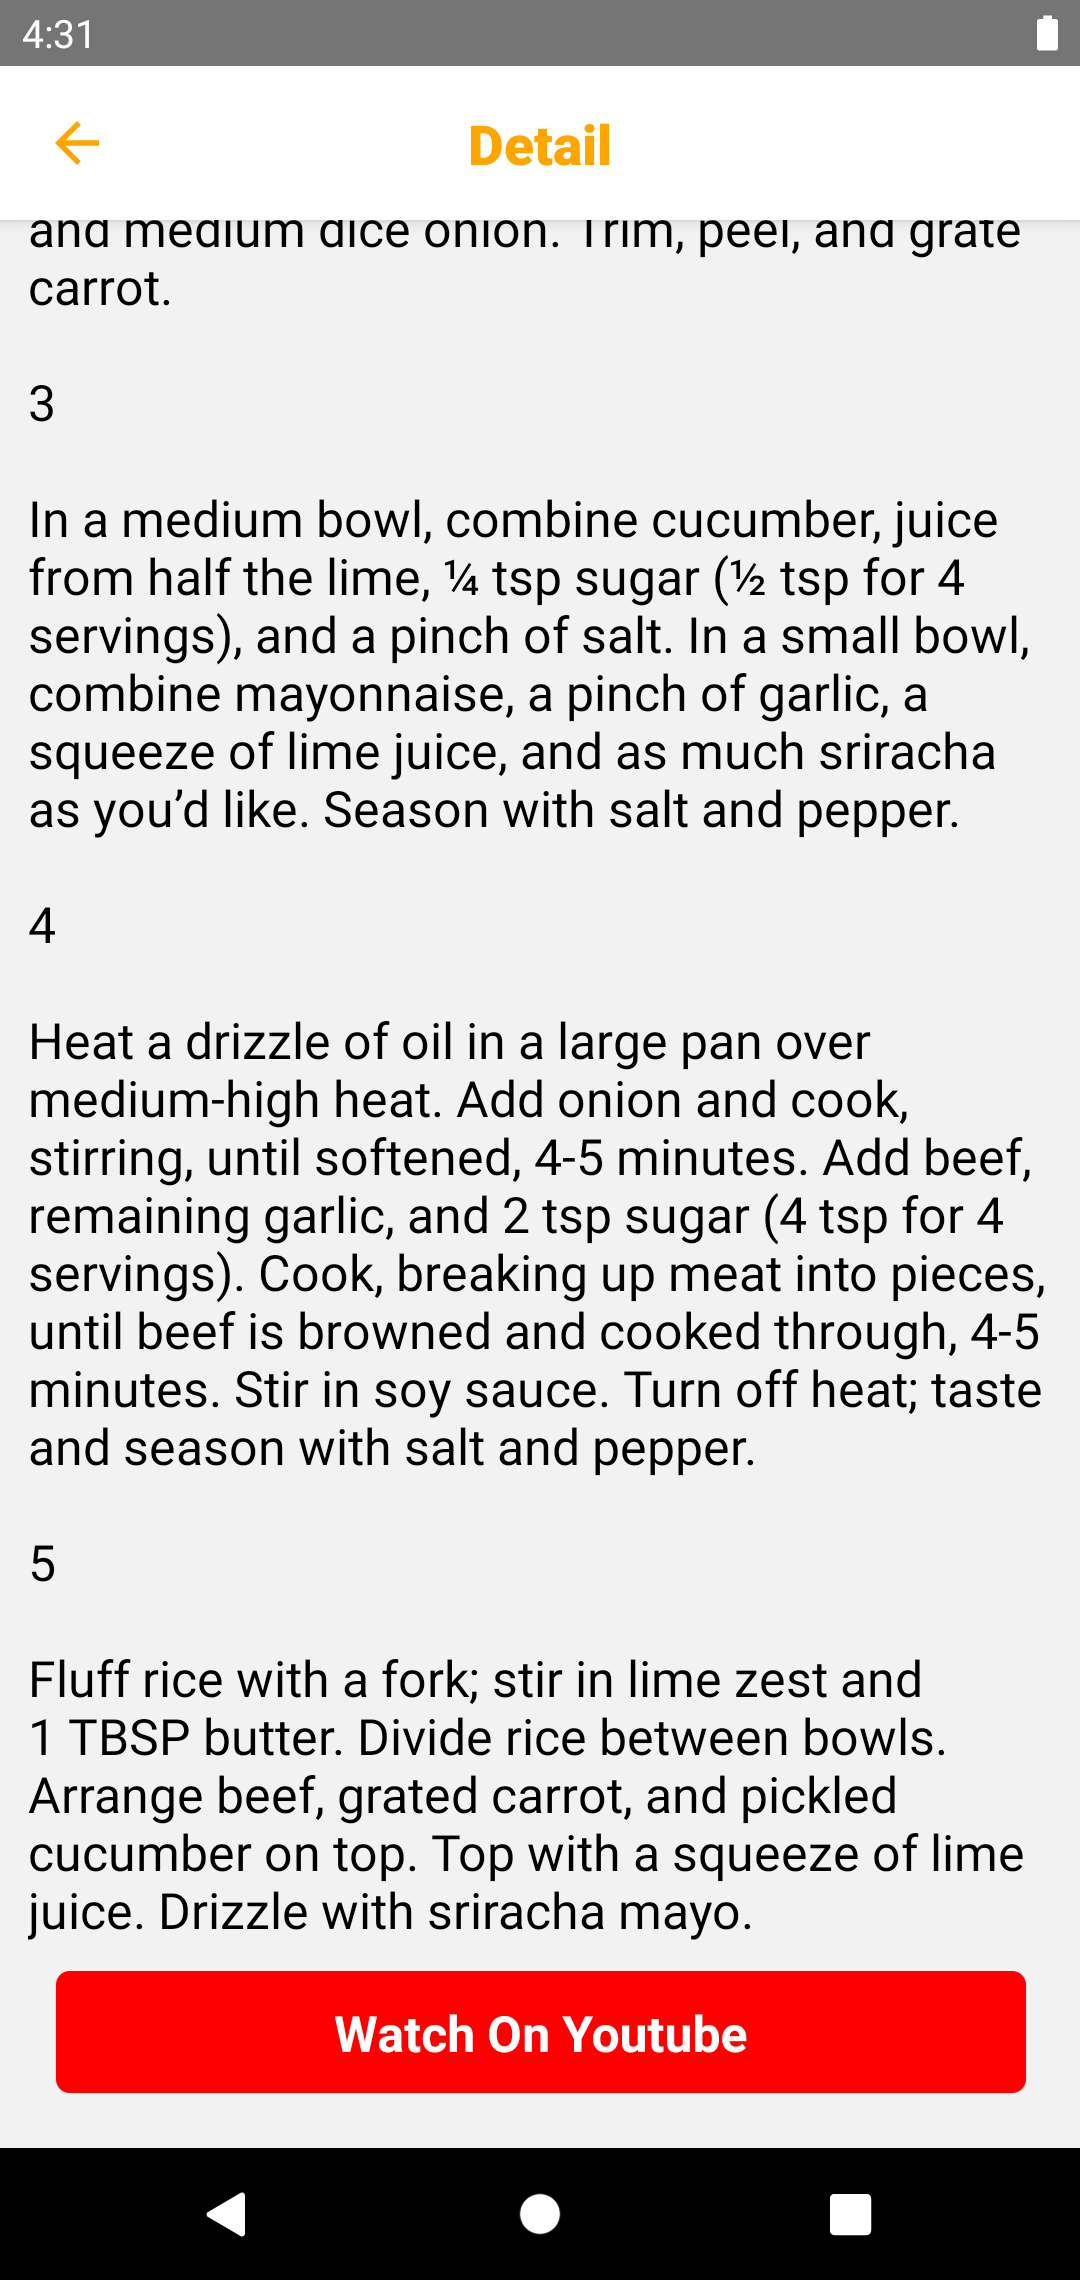 4:31
Detail
and medium dice onion. Trim, peel, and grate
carrot.
3
In a medium bowl, combine cucumber, juice
from half the lime, ¼ tsp sugar (½ tsp for 4
servings), and a pinch of salt. In a small bowl,
combine mayonnaise, a pinch of garlic, a
squeeze of lime juice, and as much sriracha
as you’d like. Season with salt and pepper.
4
Heat a drizzle of oil in a large pan over
medium-high heat. Add onion and cook,
stirring, until softened, 4-5 minutes. Add beef,
remaining garlic, and 2 tsp sugar (4 tsp for 4
servings). Cook, breaking up meat into pieces,
until beef is browned and cooked through, 4-5
minutes. Stir in soy sauce. Turn off heat; taste
and season with salt and pepper.
5
Fluff rice with a fork; stir in lime zest and
1 TBSP butter. Divide rice between bowls.
Arrange beef, grated carrot, and pickled
cucumber on top. Top with a squeeze of lime
juice. Drizzle with sriracha mayo.
Watch On Youtube